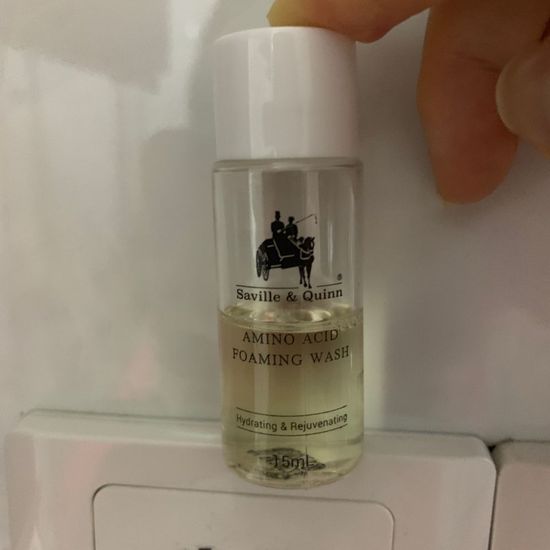 ®
Saville & Quinn
AMINO ACID
FOAMING WASH
Hydrating & Rejuvenating
15ml